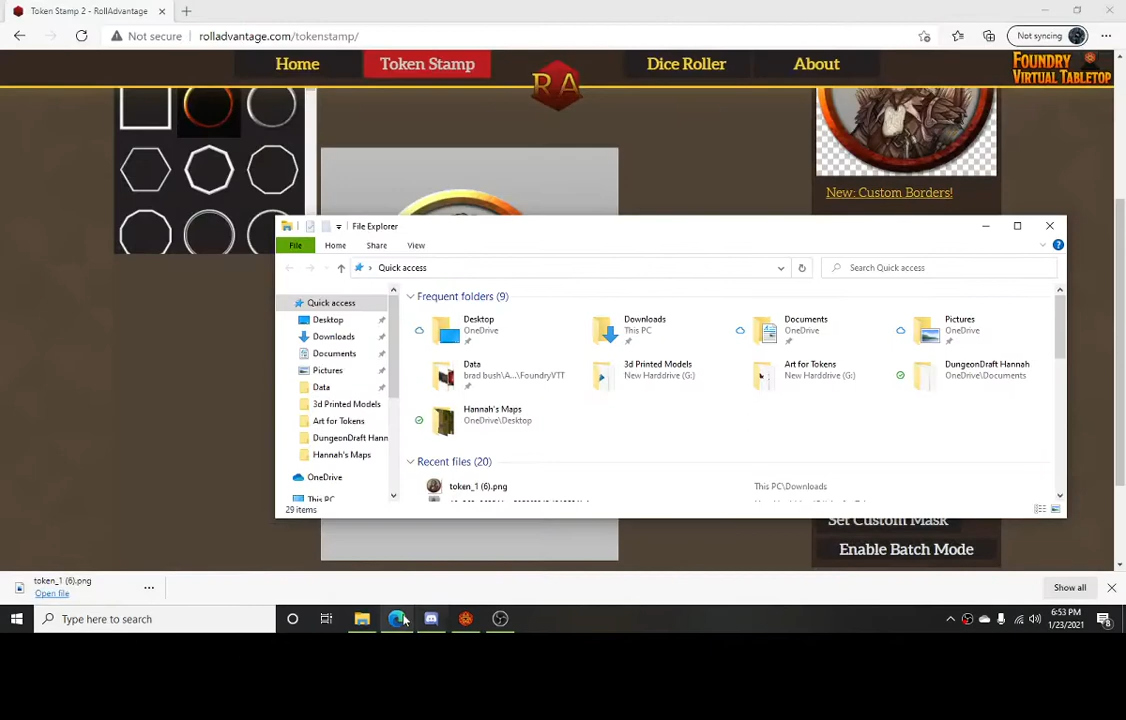 Token Stamp 2 - RollAdvantage
Not secure
rolladvantage.com/tokenstamp/
Not syncing
Home
Token Stamp
RA
Dice Roller
About
FOUNDRY
VIRTUAL TABLETOP
New: Custom Borders!
File Explorer
File
Home
Share
View
Quick access
Search Quick access
Quick access
Desktop
Downloads
Documents
Pictures
Data
3d Printed Models
Art for Tokens
DungeonDraft Hann
Hannah's Maps
OneDrive
This PC
Frequent folders (9)
Desktop
OneDrive
Downloads
This PC
Documents
OneDrive
Pictures
OneDrive
Data
brad bush\A...\FoundryVTT
3d Printed Models
New Harddrive (G:)
Art for Tokens
New Harddrive (G:)
DungeonDraft Hannah
OneDrive\Documents
Hannah's Maps
OneDrive\Desktop
Recent files (20)
token_1 (6).png
This PC\Downloads
29 items
Set Custom Mask
Enable Batch Mode
token_1 (6).png
Open file
Show all
Type here to search
6:53 PM
1/23/2021
8